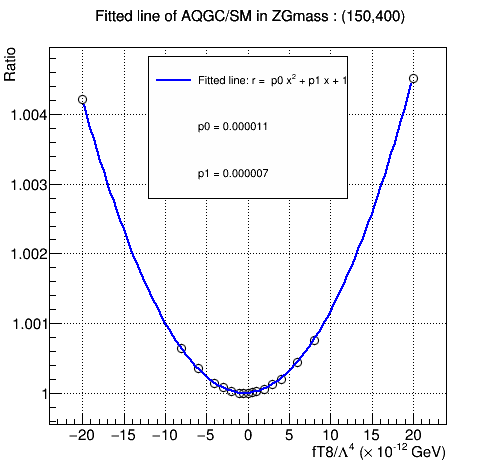 Fitted line of AQGC/SM in ZGmass : (150,400)
Ratio
Fitted line: r = p0 x² + p1 x + 1
p0 = 0.000011
p1 = 0.000007
1.004
1.003
1.002
1.001
1
−20 −15 −10 −5 0 5 10 15 20
fT8/Λ⁴ (× 10⁻¹² GeV)